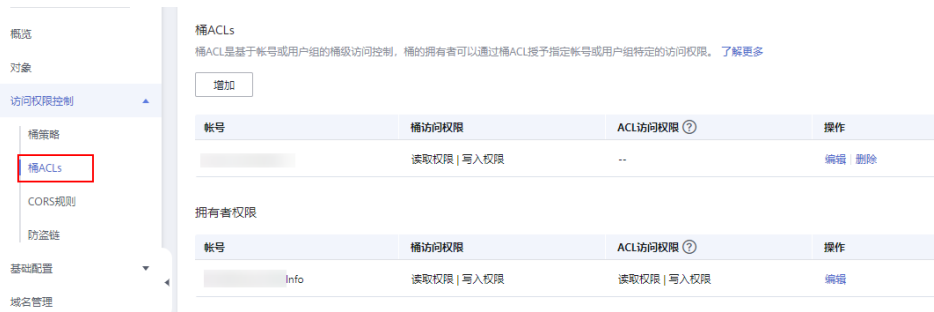 概览
对象
访问权限控制
桶策略
桶ACLs
CORS规则
防盗链
基础配置
域名管理
桶ACLs
桶ACL是基于帐号或用户组的桶级访问控制，桶的拥有者可以通过桶ACL授予指定帐号或用户组特定的访问权限。 了解更多
增加
帐号 桶访问权限 ACL访问权限 ? 操作
读取权限 | 写入权限 -- 编辑 | 删除
拥有者权限
帐号 桶访问权限 ACL访问权限 ? 操作
Info 读取权限 | 写入权限 读取权限 | 写入权限 编辑